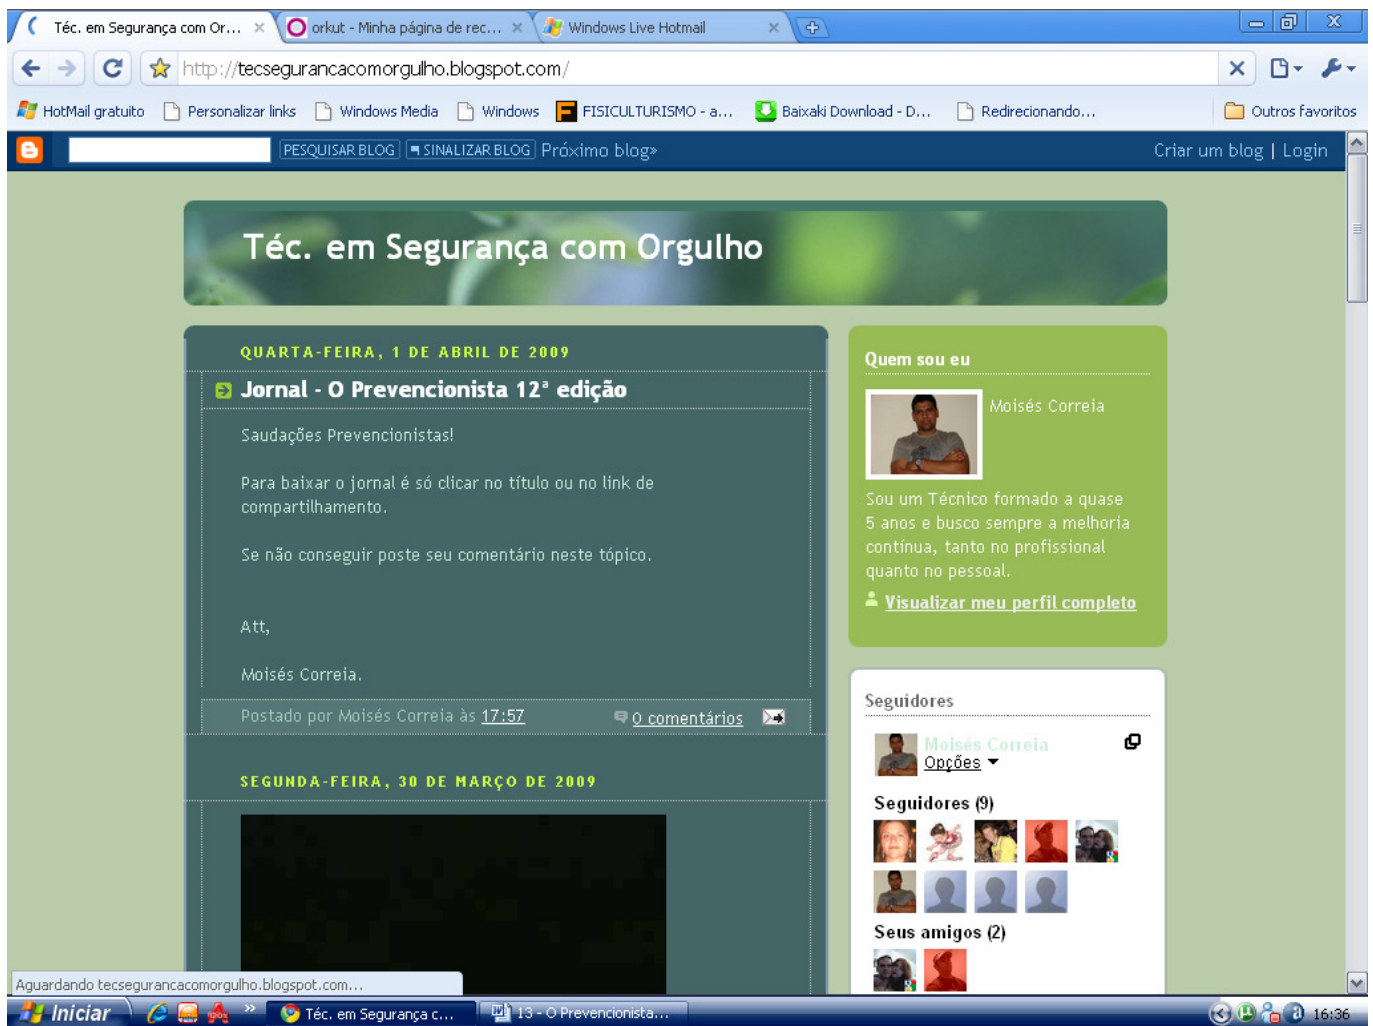 Téc. em Segurança com Or...
orkut - Minha página de rec...
Windows Live Hotmail
http://tecsegurancacomorgulho.blogspot.com/
HotMail gratuito
Personalizar links
Windows Media
Windows
FISICULTURISMO - a...
Baixaki Download - D...
Redirecionando...
Outros favoritos
PESQUISAR BLOG
SINALIZAR BLOG
Próximo blog»
Criar um blog | Login
Téc. em Segurança com Orgulho
QUARTA-FEIRA, 1 DE ABRIL DE 2009
Jornal - O Prevencionista 12ª edição
Saudações Prevencionistas!
Para baixar o jornal é só clicar no título ou no link de
compartilhamento.
Se não conseguir poste seu comentário neste tópico.
Att,
Moisés Correia.
Postado por Moisés Correia às 17:57
0 comentários
SEGUNDA-FEIRA, 30 DE MARÇO DE 2009
Quem sou eu
Moisés Correia
Sou um Técnico formado a quase
5 anos e busco sempre a melhoria
contínua, tanto no profissional
quanto no pessoal.
Visualizar meu perfil completo
Seguidores
Moisés Correia
Opções
Seguidores (9)
Seus amigos (2)
Aguardando tecsegurancacomorgulho.blogspot.com...
Iniciar
Téc. em Segurança c...
13 - O Prevencionista...
16:36